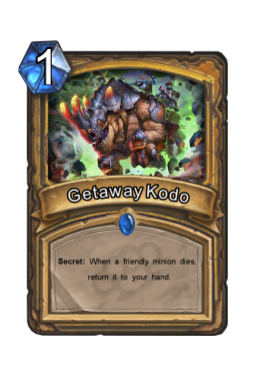 1
Getaway Kodo
Secret: When a friendly minion dies,
return it to your hand.